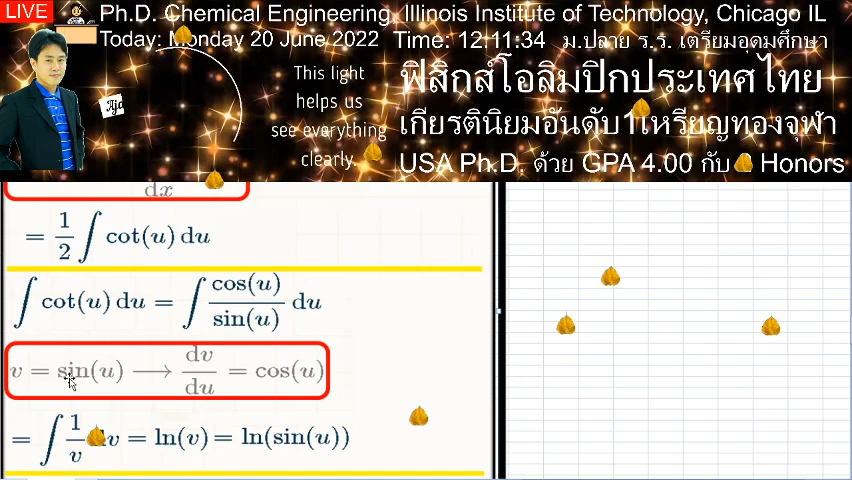 LIVE
Ph.D. Chemical Engineering, Illinois Institute of Technology, Chicago IL
Today: Monday 20 June 2022 Time: 12:11:34 ม.ปลาย ร.ร. เตรียมอุดมศึกษา
This light
helps us
see everything
clearly.
ฟิสิกส์โอลิมปิกประเทศไทย
เกียรตินิยมอันดับ1เหรียญทองจุฬา
USA Ph.D. ด้วย GPA 4.00 กับ Honors
Ajo
dx
= 1/2 ∫ cot(u) du
∫ cot(u) du = ∫ cos(u)/sin(u) du
v = sin(u) ⟶ dv/du = cos(u)
= ∫ 1/v dv = ln(v) = ln(sin(u))